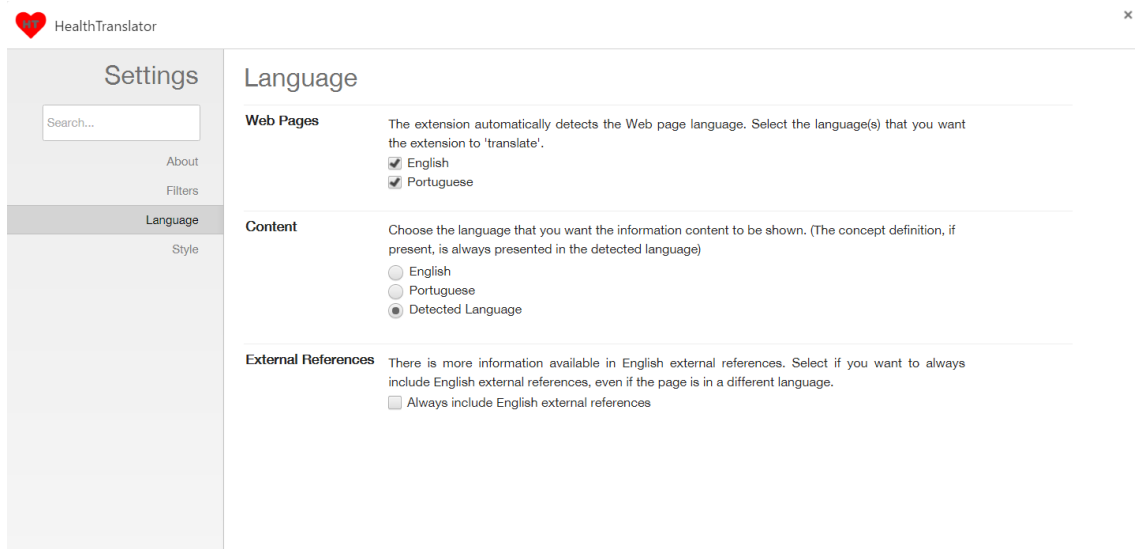 HT HealthTranslator
×
Settings
Search...
About
Filters
Language
Style
Language
Web Pages
The extension automatically detects the Web page language. Select the language(s) that you want
the extension to 'translate'.
English
Portuguese
Content
Choose the language that you want the information content to be shown. (The concept definition, if
present, is always presented in the detected language)
English
Portuguese
Detected Language
External References
There is more information available in English external references. Select if you want to always
include English external references, even if the page is in a different language.
Always include English external references